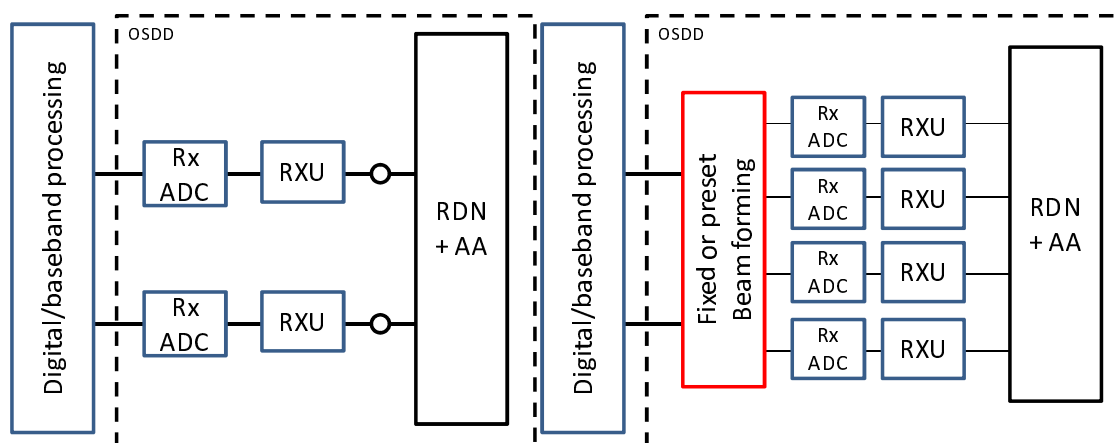 OSDD
Digital/baseband processing
Rx
ADC
RXU
Rx
ADC
RXU
RDN
+ AA
OSDD
Digital/baseband processing
Fixed or preset
Beam forming
Rx
ADC
RXU
Rx
ADC
RXU
Rx
ADC
RXU
Rx
ADC
RXU
RDN
+ AA